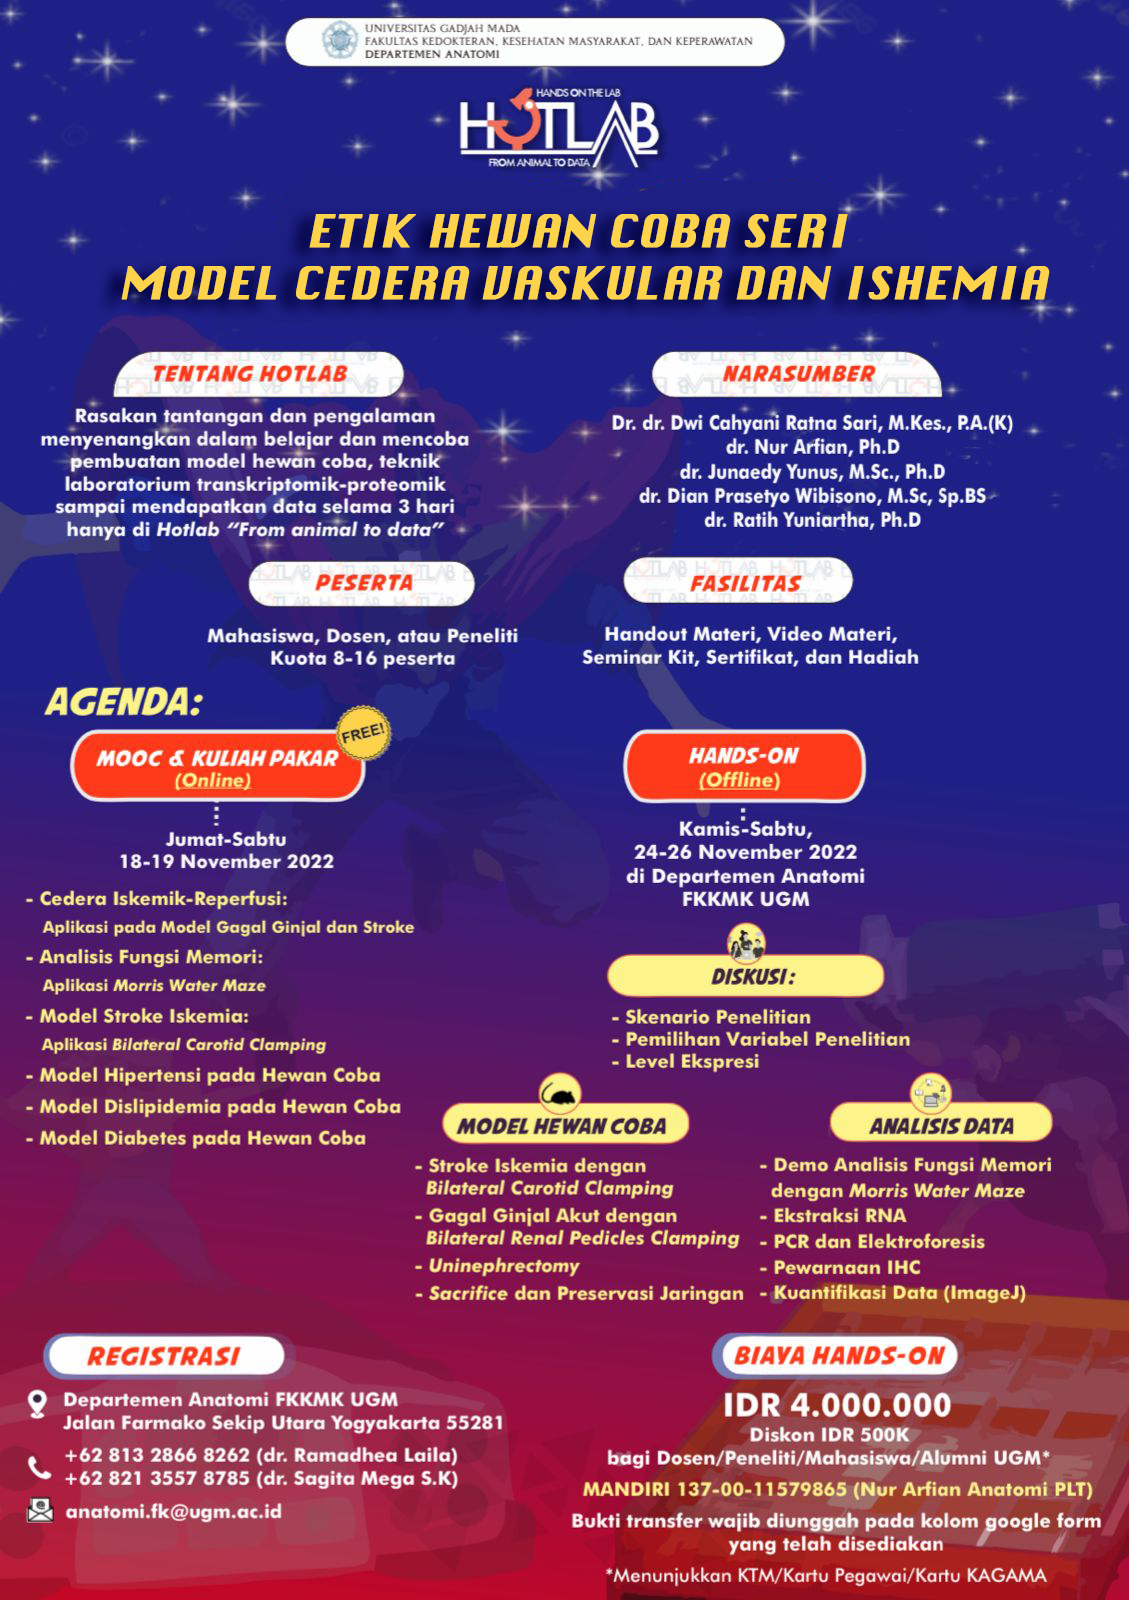 UNIVERSITAS GADJAH MADA
FAKULTAS KEDOKTERAN, KESEHATAN MASYARAKAT, DAN KEPERAWATAN
DEPARTEMEN ANATOMI
HANDS ON THE LAB
HOTLAB
FROM ANIMAL TO DATA
ETIK HEWAN COBA SERI
MODEL CEDERA VASKULAR DAN ISHEMIA
TENTANG HOTLAB
Rasakan tantangan dan pengalaman
menyenangkan dalam belajar dan mencoba
pembuatan model hewan coba, teknik
laboratorium transkriptomik-proteomik
sampai mendapatkan data selama 3 hari
hanya di Hotlab "From animal to data"
NARASUMBER
Dr. dr. Dwi Cahyani Ratna Sari, M.Kes., P.A.(K)
dr. Nur Arfian, Ph.D
dr. Junaedy Yunus, M.Sc., Ph.D
dr. Dian Prasetyo Wibisono, M.Sc, Sp.BS
dr. Ratih Yuniartha, Ph.D
PESERTA
Mahasiswa, Dosen, atau Peneliti
Kuota 8-16 peserta
FASILITAS
Handout Materi, Video Materi,
Seminar Kit, Sertifikat, dan Hadiah
AGENDA:
FREE!
MOOC & KULIAH PAKAR
(Online)
Jumat-Sabtu
18-19 November 2022
- Cedera Iskemik-Reperfusi:
Aplikasi pada Model Gagal Ginjal dan Stroke
- Analisis Fungsi Memori:
Aplikasi Morris Water Maze
- Model Stroke Iskemia:
Aplikasi Bilateral Carotid Clamping
- Model Hipertensi pada Hewan Coba
- Model Dislipidemia pada Hewan Coba
- Model Diabetes pada Hewan Coba
HANDS-ON
(Offline)
Kamis-Sabtu,
24-26 November 2022
di Departemen Anatomi
FKKMK UGM
DISKUSI:
- Skenario Penelitian
- Pemilihan Variabel Penelitian
- Level Ekspresi
MODEL HEWAN COBA
- Stroke Iskemia dengan
Bilateral Carotid Clamping
- Gagal Ginjal Akut dengan
Bilateral Renal Pedicles Clamping
- Uninephrectomy
- Sacrifice dan Preservasi Jaringan
ANALISIS DATA
- Demo Analisis Fungsi Memori
dengan Morris Water Maze
- Ekstraksi RNA
- PCR dan Elektroforesis
- Pewarnaan IHC
- Kuantifikasi Data (ImageJ)
REGISTRASI
Departemen Anatomi FKKMK UGM
Jalan Farmako Sekip Utara Yogyakarta 55281
+62 813 2866 8262 (dr. Ramadhea Laila)
+62 821 3557 8785 (dr. Sagita Mega S.K)
anatomi.fk@ugm.ac.id
BIAYA HANDS-ON
IDR 4.000.000
Diskon IDR 500K
bagi Dosen/Peneliti/Mahasiswa/Alumni UGM*
MANDIRI 137-00-11579865 (Nur Arfian Anatomi PLT)
Bukti transfer wajib diunggah pada kolom google form
yang telah disediakan
*Menunjukkan KTM/Kartu Pegawai/Kartu KAGAMA